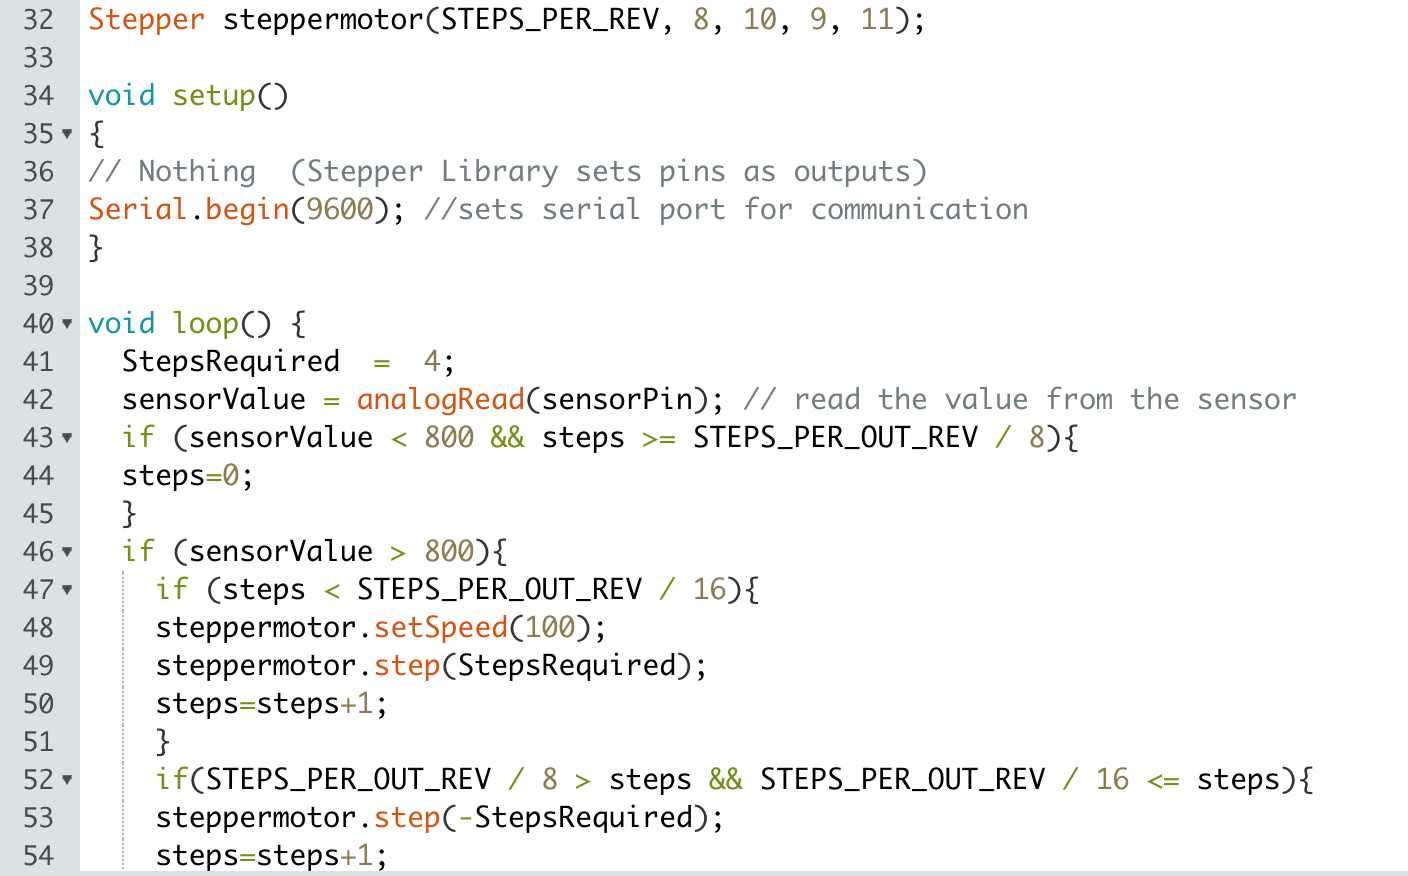 32 Stepper steppermotor(STEPS_PER_REV, 8, 10, 9, 11);
33
34 void setup()
35 {
36 // Nothing  (Stepper Library sets pins as outputs)
37 Serial.begin(9600); //sets serial port for communication
38 }
39
40 void loop() {
41   StepsRequired  =  4;
42   sensorValue = analogRead(sensorPin); // read the value from the sensor
43   if (sensorValue < 800 && steps >= STEPS_PER_OUT_REV / 8){
44   steps=0;
45   }
46   if (sensorValue > 800){
47     if (steps < STEPS_PER_OUT_REV / 16){
48     steppermotor.setSpeed(100);
49     steppermotor.step(StepsRequired);
50     steps=steps+1;
51     }
52     if(STEPS_PER_OUT_REV / 8 > steps && STEPS_PER_OUT_REV / 16 <= steps){
53     steppermotor.step(-StepsRequired);
54     steps=steps+1;